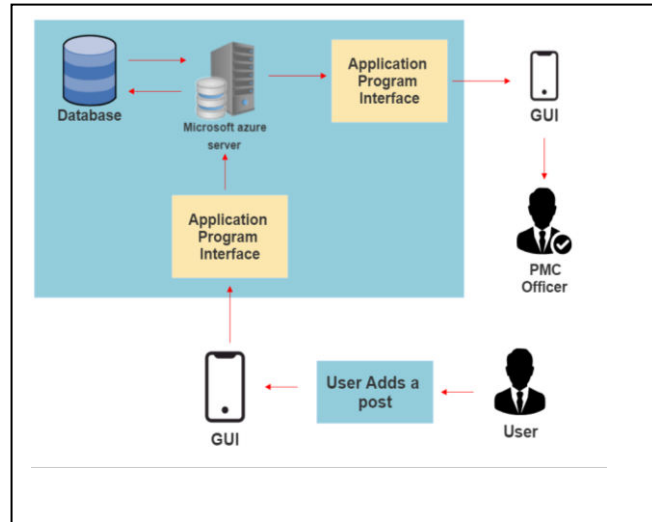 Database
Microsoft azure
server
Application
Program
Interface
GUI
PMC
Officer
Application
Program
Interface
GUI
User Adds a
post
User